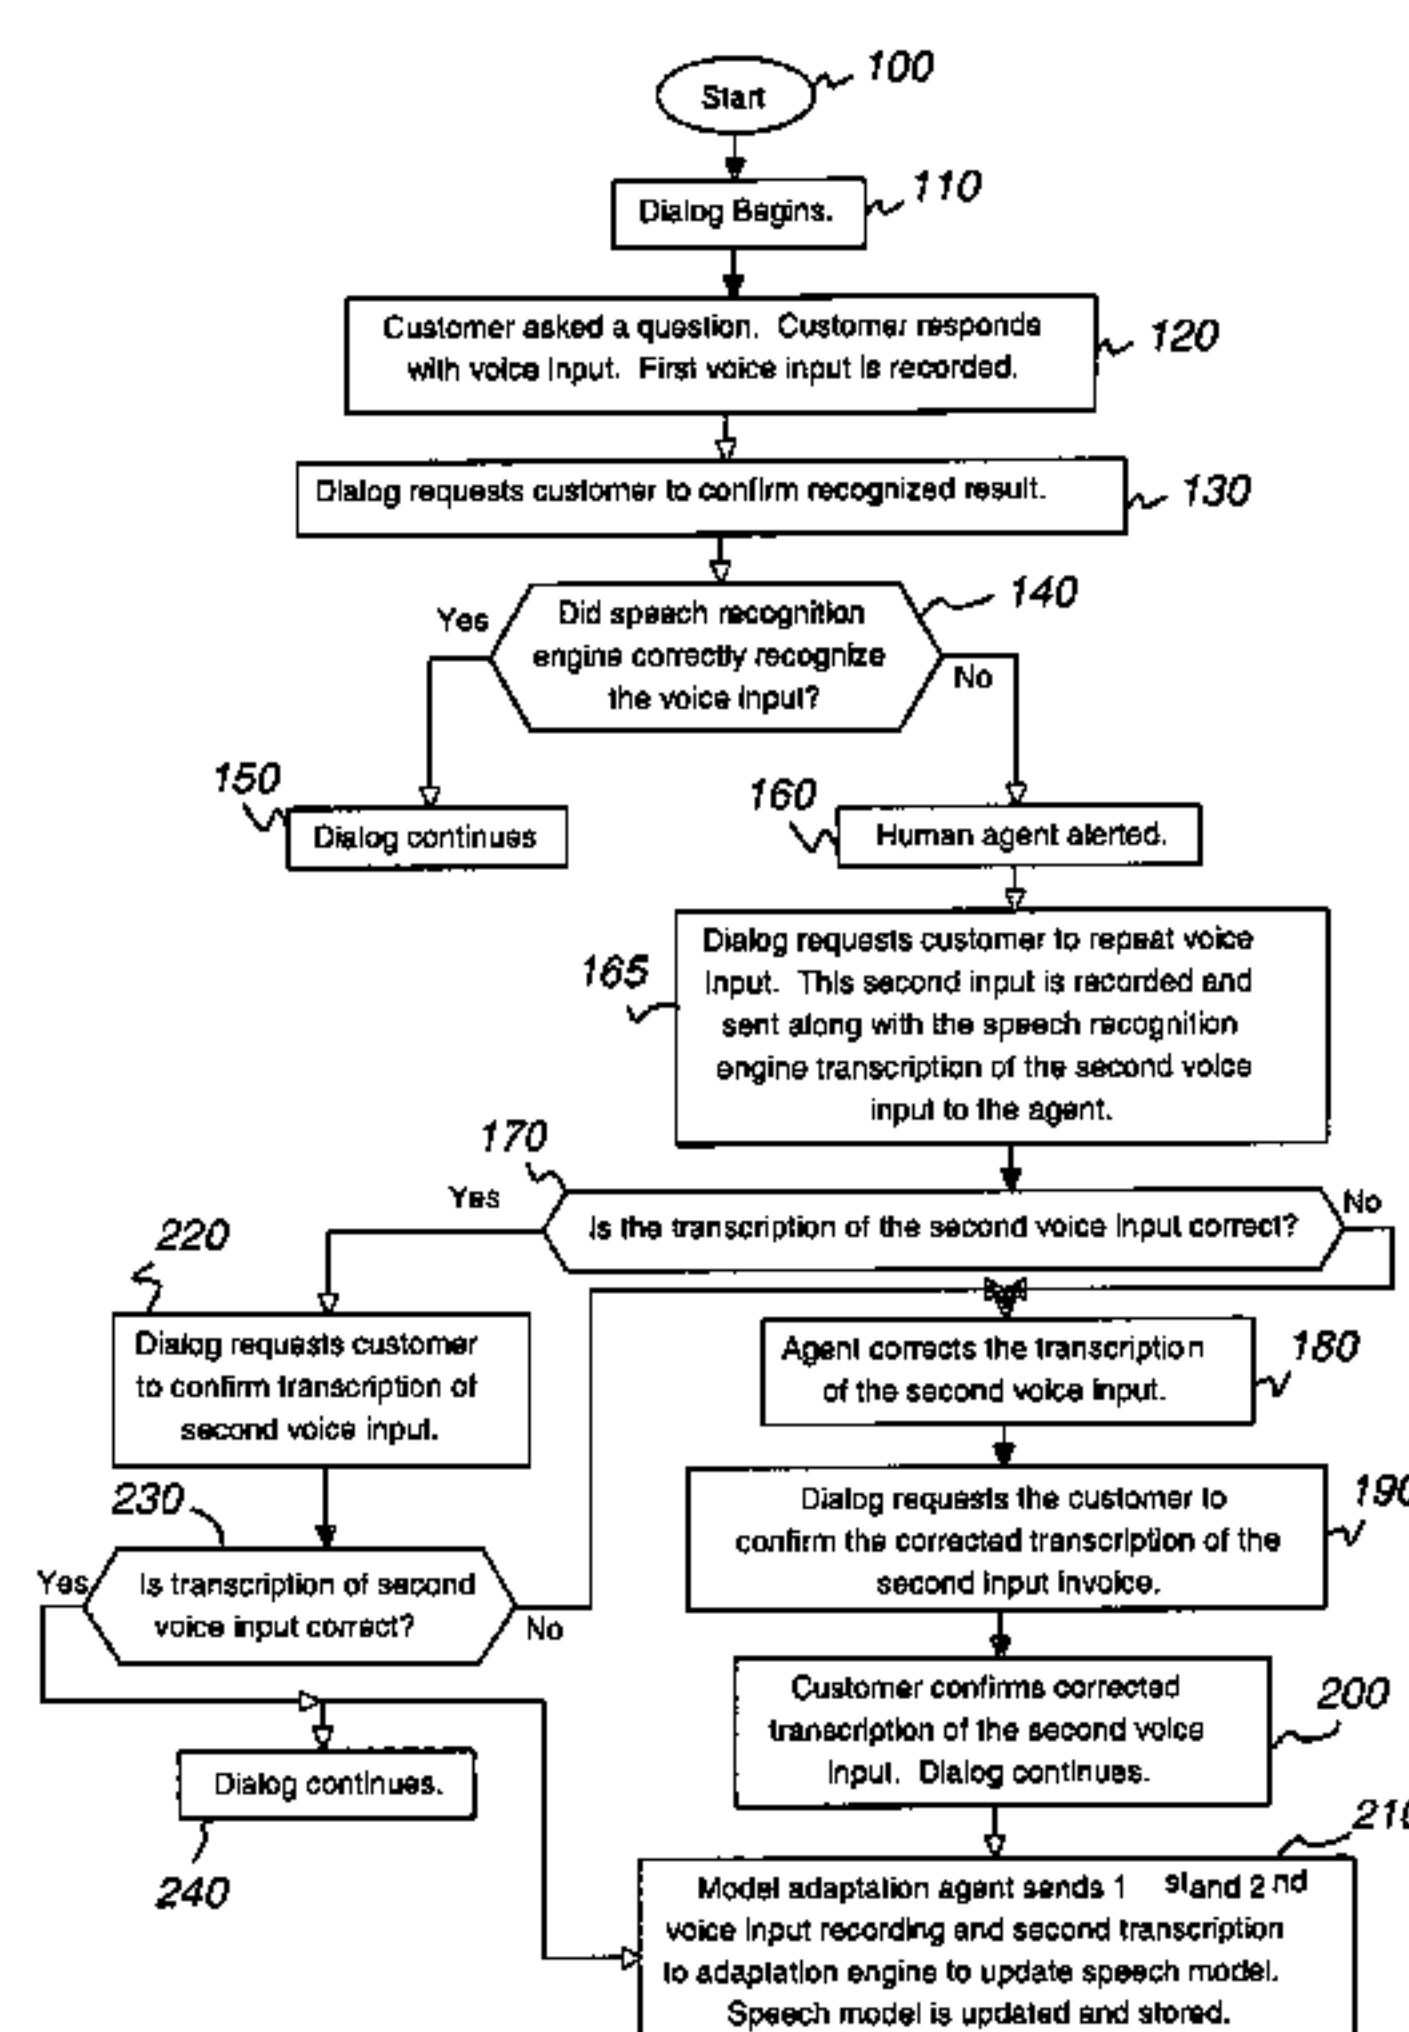 100
Start
110
Dialog Begins.
120
Customer asked a question. Customer responds
with voice input. First voice input is recorded.
130
Dialog requests customer to confirm recognized result.
140
Did speech recognition
engine correctly recognize
the voice input?
Yes
No
150
Dialog continues
160
Human agent alerted.
165
Dialog requests customer to repeat voice
input. This second input is recorded and
sent along with the speech recognition
engine transcription of the second voice
input to the agent.
170
Yes
No
Is the transcription of the second voice input correct?
220
Dialog requests customer
to confirm transcription of
second voice input.
180
Agent corrects the transcription
of the second voice input.
230
Yes
Is transcription of second
voice input correct?
No
190
Dialog requests the customer to
confirm the corrected transcription of the
second input invoice.
200
Customer confirms corrected
transcription of the second voice
input. Dialog continues.
Dialog continues.
240
210
Model adaptation agent sends 1 st and 2 nd
voice input recording and second transcription
to adaptation engine to update speech model.
Speech model is updated and stored.